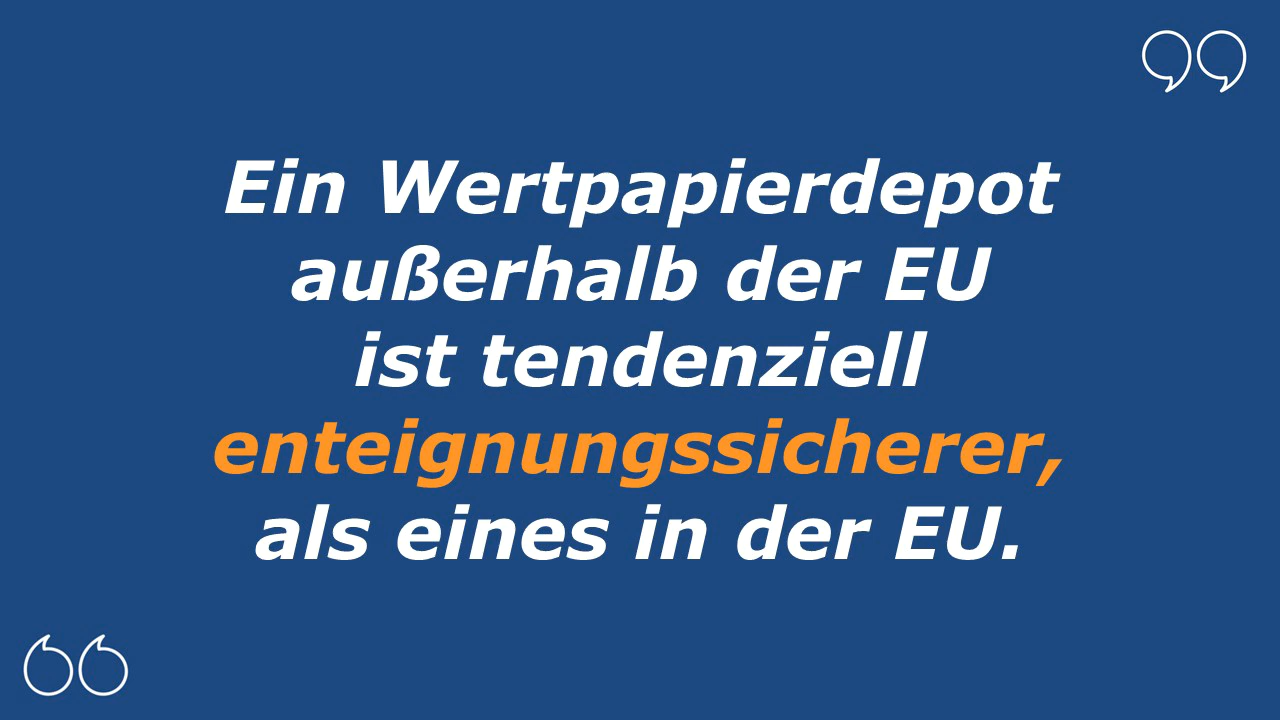 Ein Wertpapierdepot
außerhalb der EU
ist tendenziell
enteignungssicherer,
als eines in der EU.